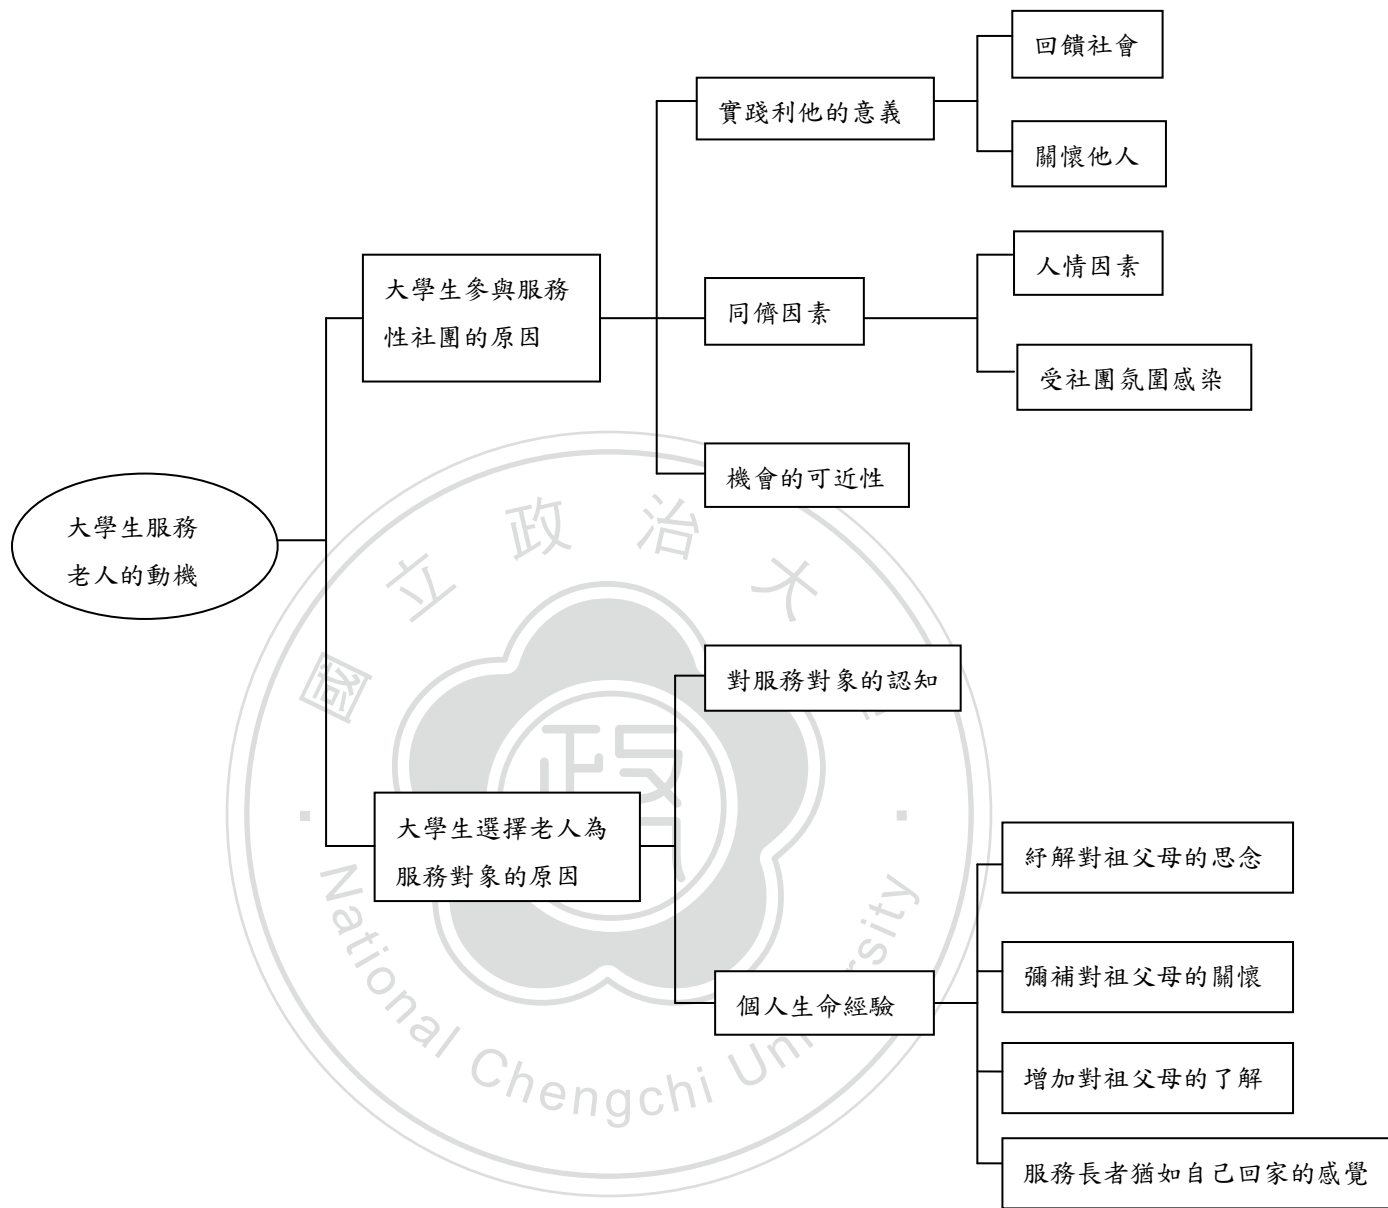 回饋社會
實踐利他的意義
關懷他人
人情因素
大學生參與服務
性社團的原因
同儕因素
受社團氛圍感染
機會的可近性
大學生服務
老人的動機
國立政治大
對服務對象的認知
政
大學生選擇老人為
服務對象的原因
紓解對祖父母的思念
彌補對祖父母的關懷
個人生命經驗
增加對祖父母的了解
服務長者猶如自己回家的感覺
National Chengchi Un rsity